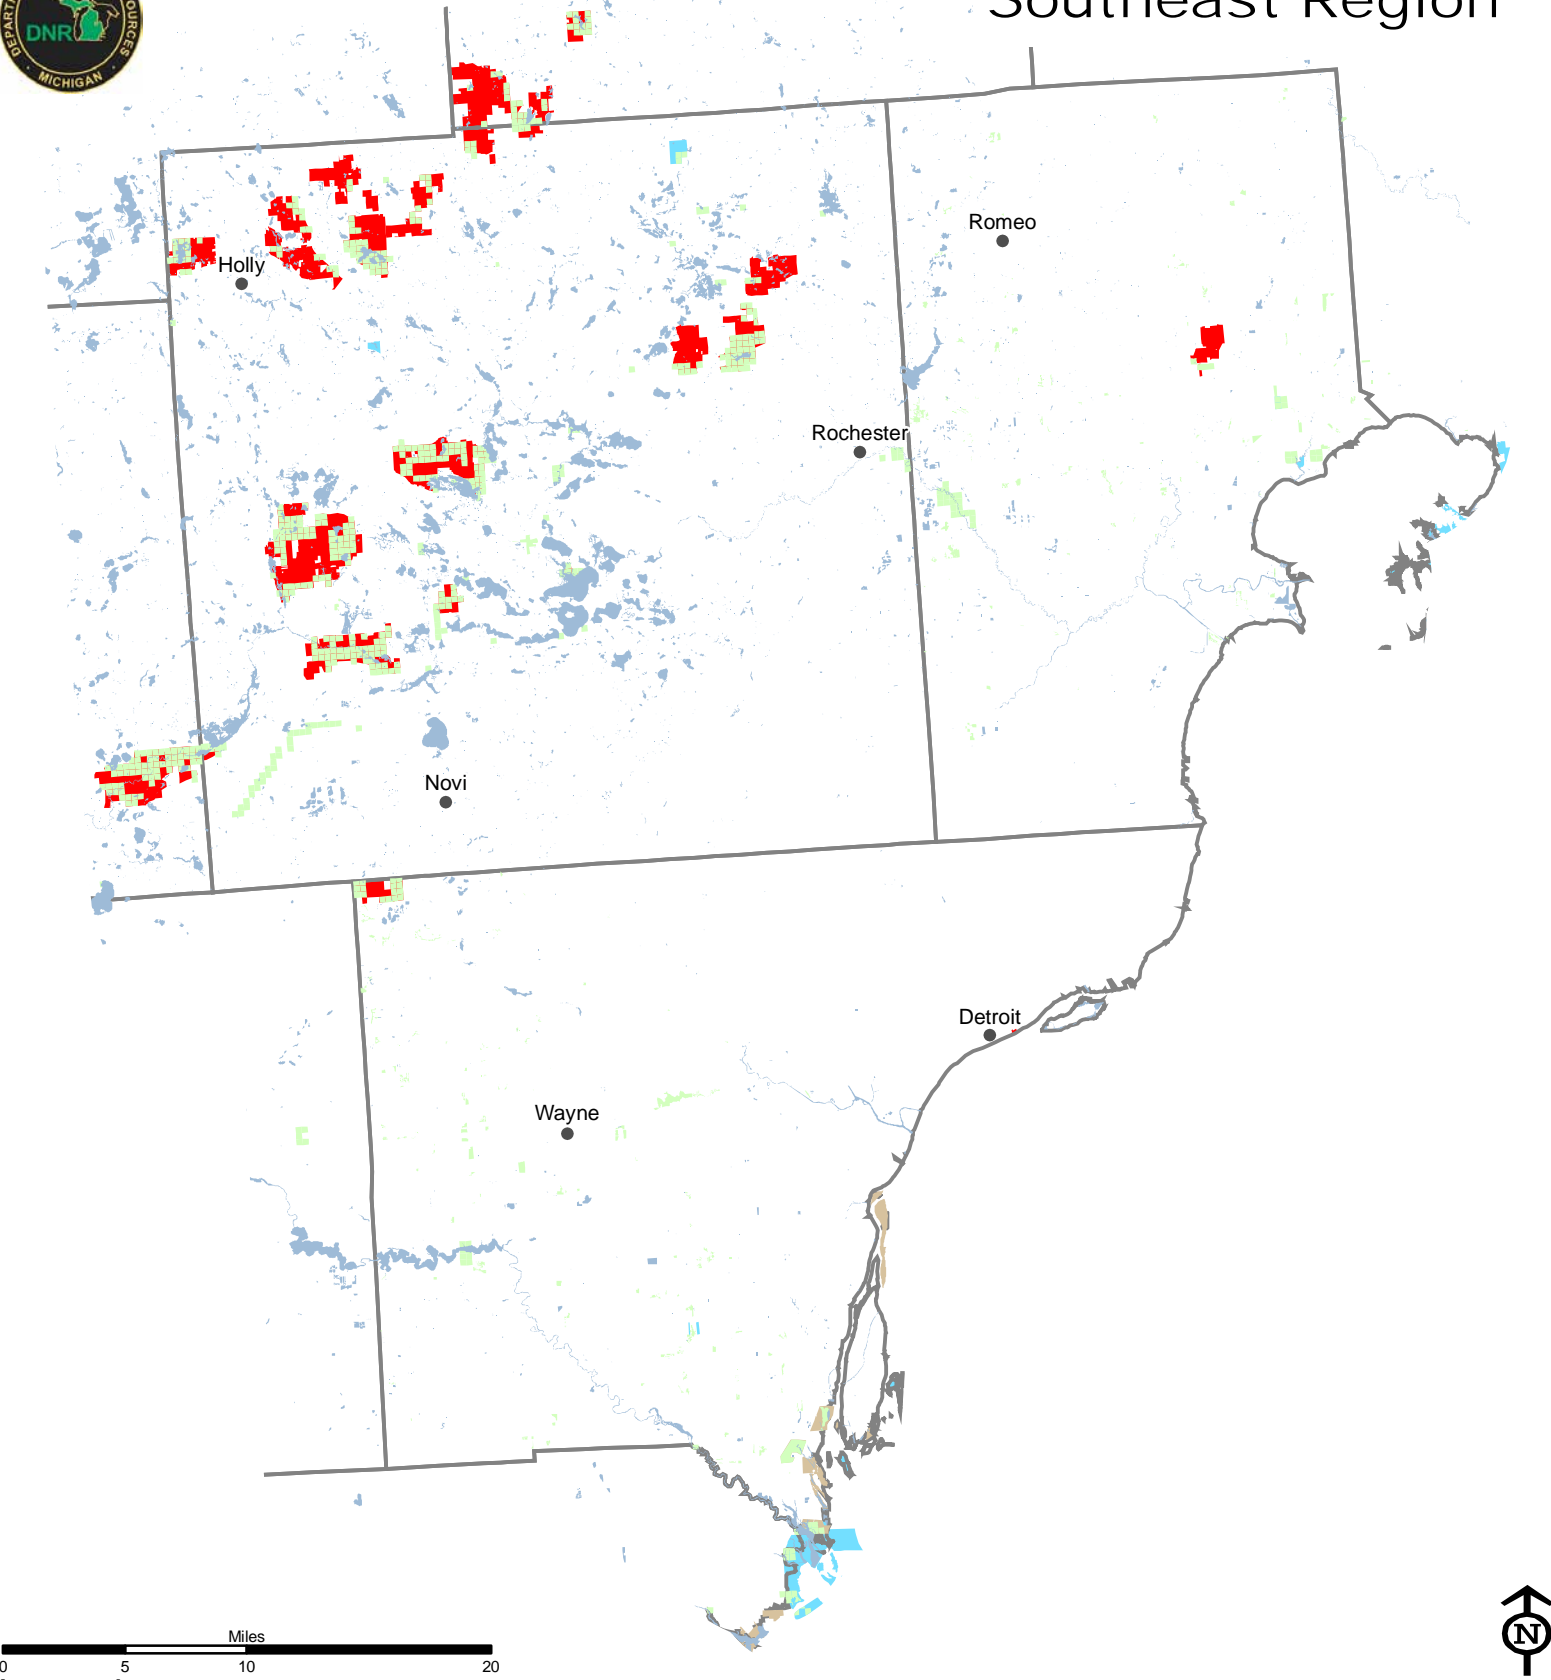 Southeast Region
DNR
MICHIGAN
Romeo
Holly
Rochester
Novi
Detroit
Wayne
Miles
0 5 10 20
N